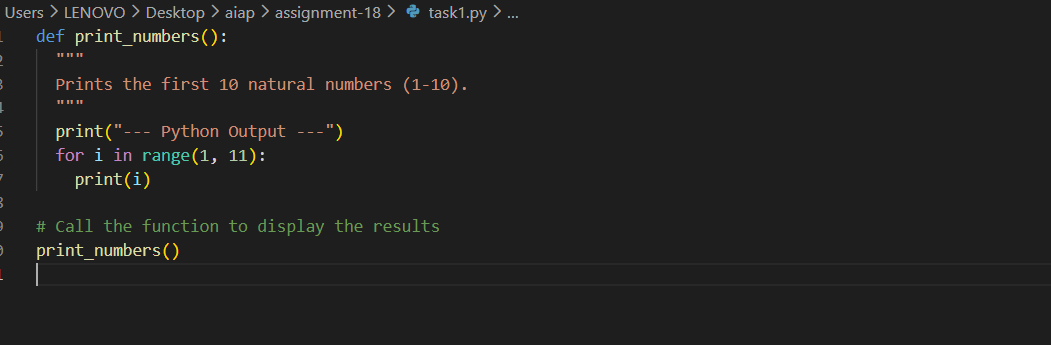 Users > LENOVO > Desktop > aiap > assignment-18 > task1.py > ...
def print_numbers():
  """
  Prints the first 10 natural numbers (1-10).
  """
  print("--- Python Output ---")
  for i in range(1, 11):
    print(i)

# Call the function to display the results
print_numbers()